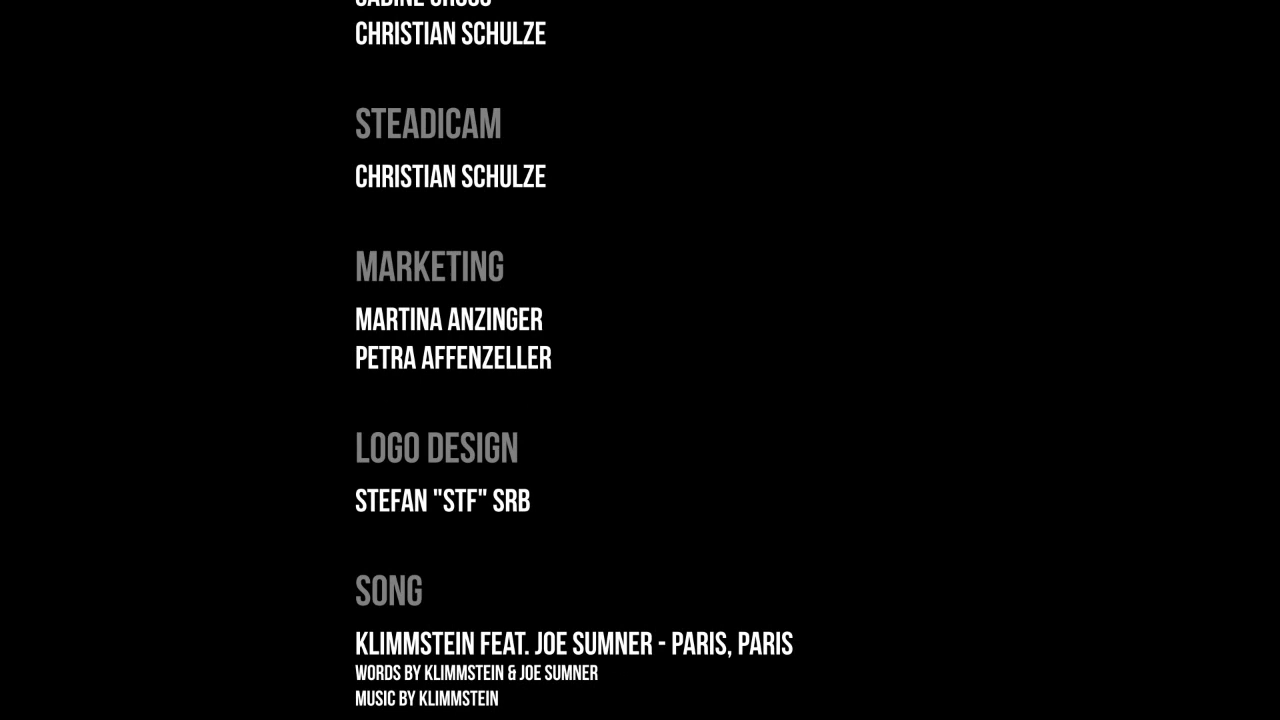 CHRISTIAN SCHULZE
STEADICAM
CHRISTIAN SCHULZE
MARKETING
MARTINA ANZINGER
PETRA AFFENZELLER
LOGO DESIGN
STEFAN "STF" SRB
SONG
KLIMMSTEIN FEAT. JOE SUMNER - PARIS, PARIS
WORDS BY KLIMMSTEIN & JOE SUMNER
MUSIC BY KLIMMSTEIN